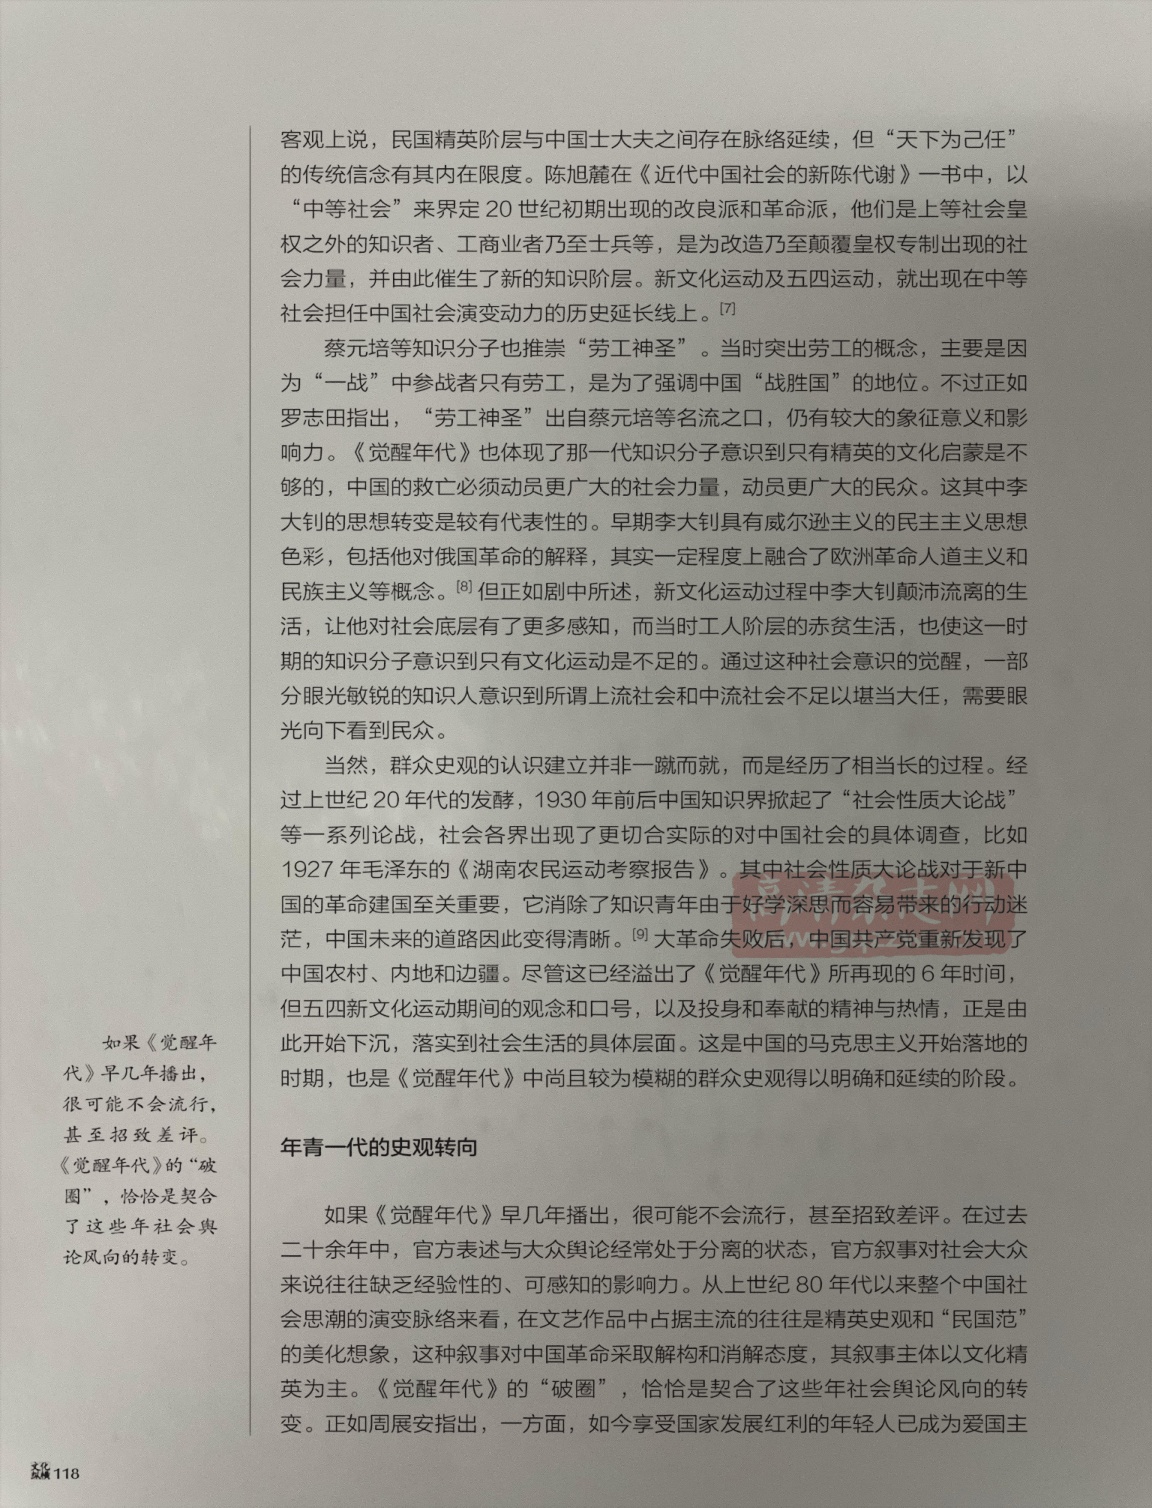 客观上说，民国精英阶层与中国士大夫之间存在脉络延续，但“天下为己任”
的传统信念有其内在限度。陈旭麓在《近代中国社会的新陈代谢》一书中，以
“中等社会”来界定 20 世纪初期出现的改良派和革命派，他们是上等社会皇
权之外的知识者、工商业者乃至士兵等，是为改造乃至颠覆皇权专制出现的社
会力量，并由此催生了新的知识阶层。新文化运动及五四运动，就出现在中等
社会担任中国社会演变动力的历史延长线上。[7]
蔡元培等知识分子也推崇“劳工神圣”。当时突出劳工的概念，主要是因
为“一战”中参战者只有劳工，是为了强调中国“战胜国”的地位。不过正如
罗志田指出，“劳工神圣”出自蔡元培等名流之口，仍有较大的象征意义和影
响力。《觉醒年代》也体现了那一代知识分子意识到只有精英的文化启蒙是不
够的，中国的救亡必须动员更广大的社会力量，动员更广大的民众。这其中李
大钊的思想转变是较有代表性的。早期李大钊具有威尔逊主义的民主主义思想
色彩，包括他对俄国革命的解释，其实一定程度上融合了欧洲革命人道主义和
民族主义等概念。[8] 但正如剧中所述，新文化运动过程中李大钊颠沛流离的生
活，让他对社会底层有了更多感知，而当时工人阶层的赤贫生活，也使这一时
期的知识分子意识到只有文化运动是不足的。通过这种社会意识的觉醒，一部
分眼光敏锐的知识人意识到所谓上流社会和中流社会不足以堪当大任，需要眼
光向下看到民众。
当然，群众史观的认识建立并非一蹴而就，而是经历了相当长的过程。经
过上世纪 20 年代的发酵，1930 年前后中国知识界掀起了“社会性质大论战”
等一系列论战，社会各界出现了更切合实际的对中国社会的具体调查，比如
1927 年毛泽东的《湖南农民运动考察报告》。其中社会性质大论战对于新中
国的革命建国至关重要，它消除了知识青年由于好学深思而容易带来的行动迷
茫，中国未来的道路因此变得清晰。[9] 大革命失败后，中国共产党重新发现了
中国农村、内地和边疆。尽管这已经溢出了《觉醒年代》所再现的 6 年时间，
但五四新文化运动期间的观念和口号，以及投身和奉献的精神与热情，正是由
此开始下沉，落实到社会生活的具体层面。这是中国的马克思主义开始落地的
时期，也是《觉醒年代》中尚且较为模糊的群众史观得以明确和延续的阶段。
高清杂志网
如果《觉醒年
代》早几年播出，
很可能不会流行，
甚至招致差评。
《觉醒年代》的“破
圈”，恰恰是契合
了这些年社会舆
论风向的转变。
年青一代的史观转向
如果《觉醒年代》早几年播出，很可能不会流行，甚至招致差评。在过去
二十余年中，官方表述与大众舆论经常处于分离的状态，官方叙事对社会大众
来说往往缺乏经验性的、可感知的影响力。从上世纪 80 年代以来整个中国社
会思潮的演变脉络来看，在文艺作品中占据主流的往往是精英史观和“民国范”
的美化想象，这种叙事对中国革命采取解构和消解态度，其叙事主体以文化精
英为主。《觉醒年代》的“破圈”，恰恰是契合了这些年社会舆论风向的转
变。正如周展安指出，一方面，如今享受国家发展红利的年轻人已成为爱国主
文化
纵横 118